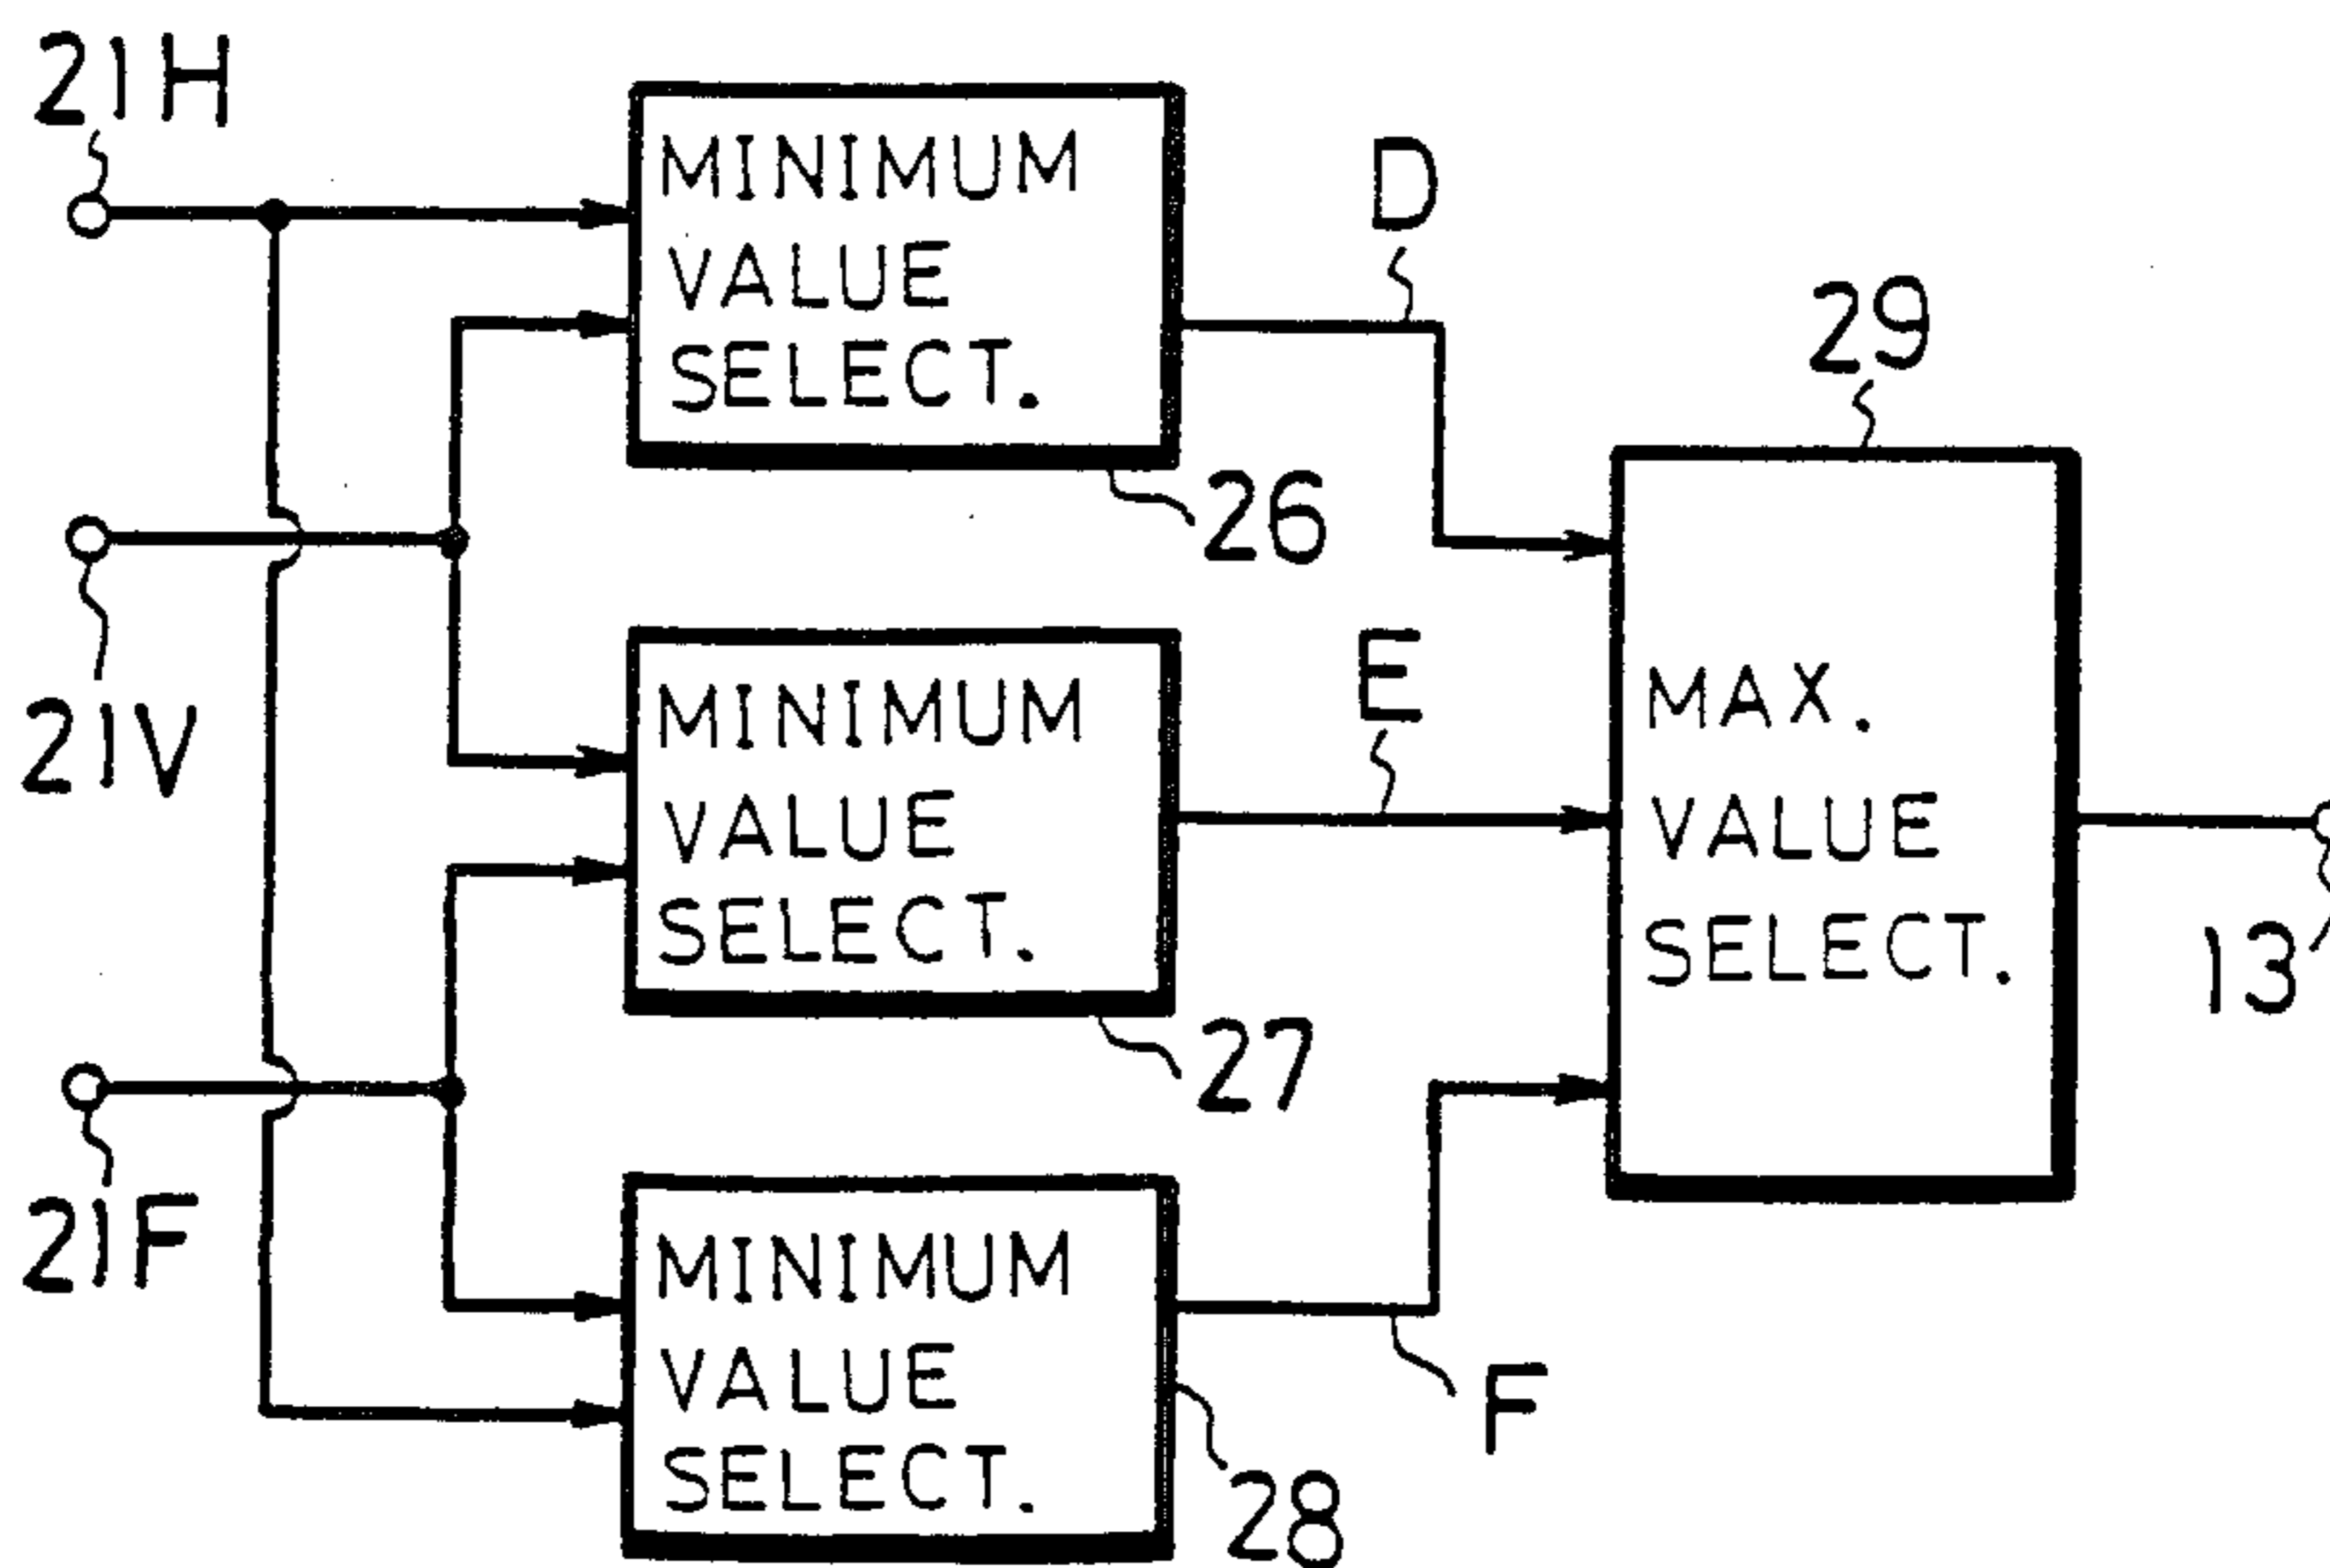 21H
MINIMUM
VALUE
SELECT.
D
29
26
21V
MINIMUM
VALUE
SELECT.
E
MAX.
VALUE
SELECT.
13
27
21F
MINIMUM
VALUE
SELECT.
F
28